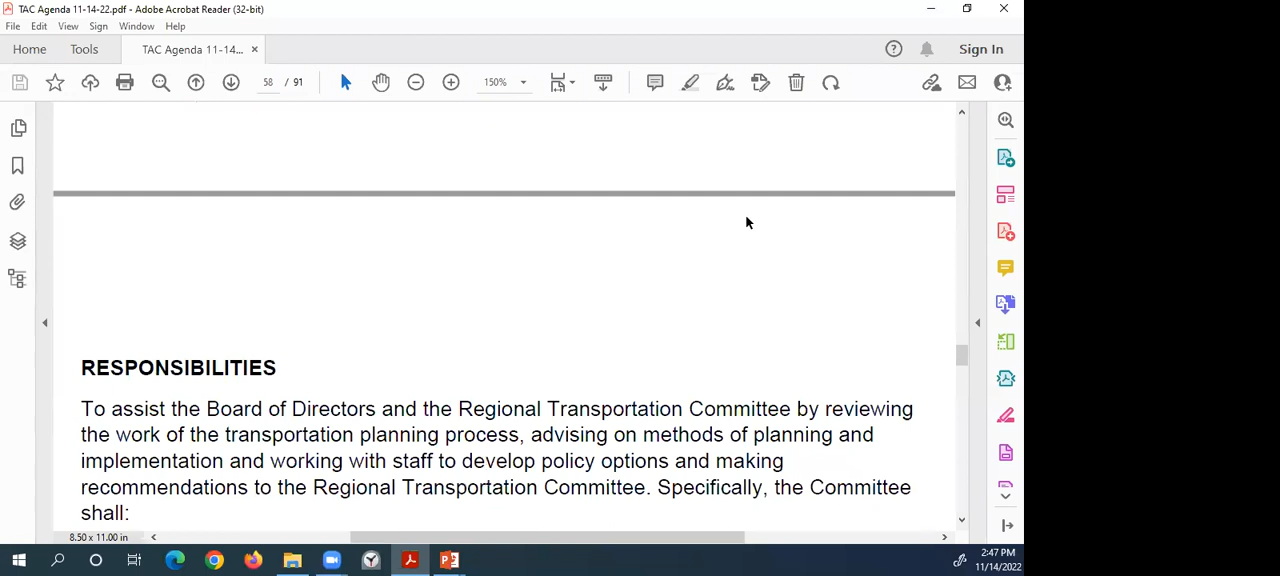 TAC Agenda 11-14-22.pdf - Adobe Acrobat Reader (32-bit)
File Edit View Sign Window Help
Home Tools TAC Agenda 11-14... × Sign In
58 / 91 150%
RESPONSIBILITIES
To assist the Board of Directors and the Regional Transportation Committee by reviewing
the work of the transportation planning process, advising on methods of planning and
implementation and working with staff to develop policy options and making
recommendations to the Regional Transportation Committee. Specifically, the Committee
shall:
8.50 x 11.00 in
2:47 PM
11/14/2022